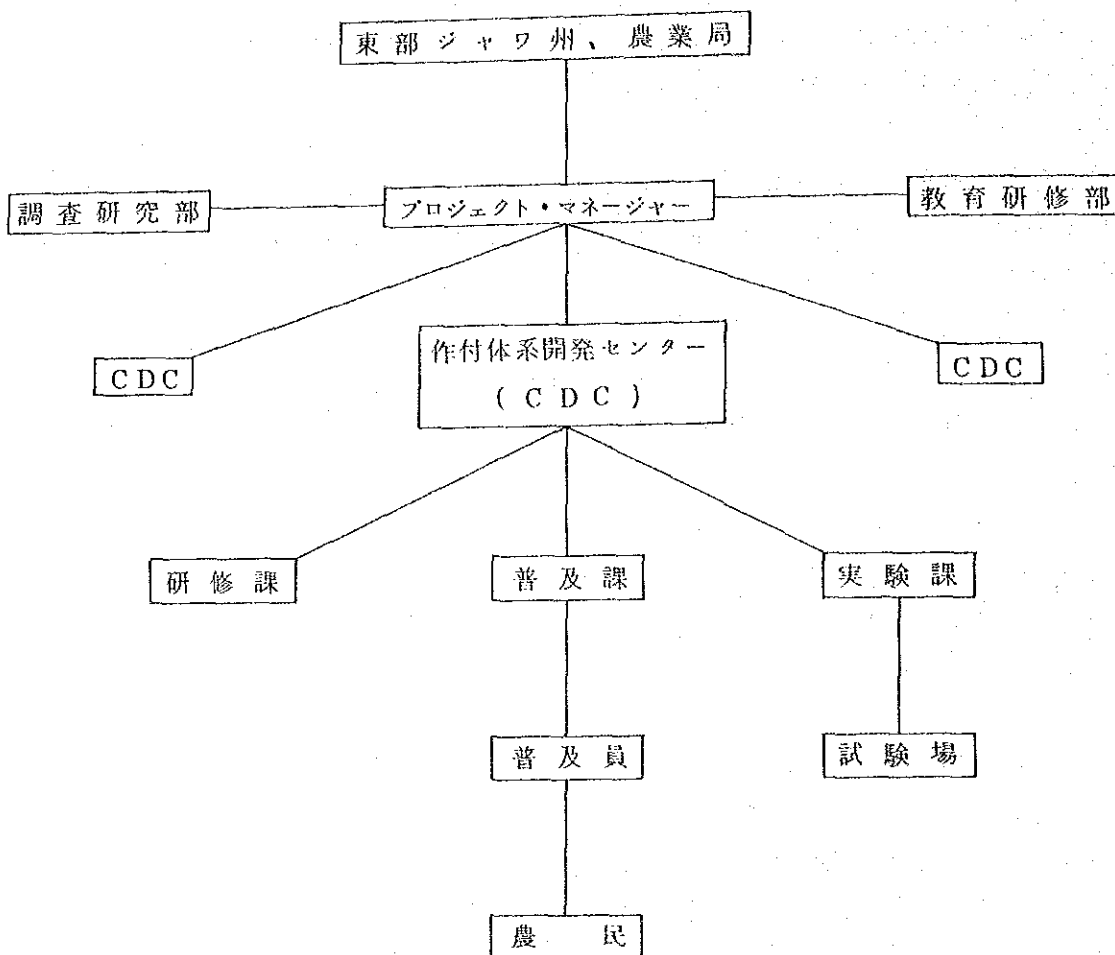 東部ジャワ州、農業局
調査研究部
プロジェクト・マネージャー
教育研修部
CDC
作付体系開発センター
(CDC)
CDC
研修課
普及課
実験課
普及員
試験場
農民